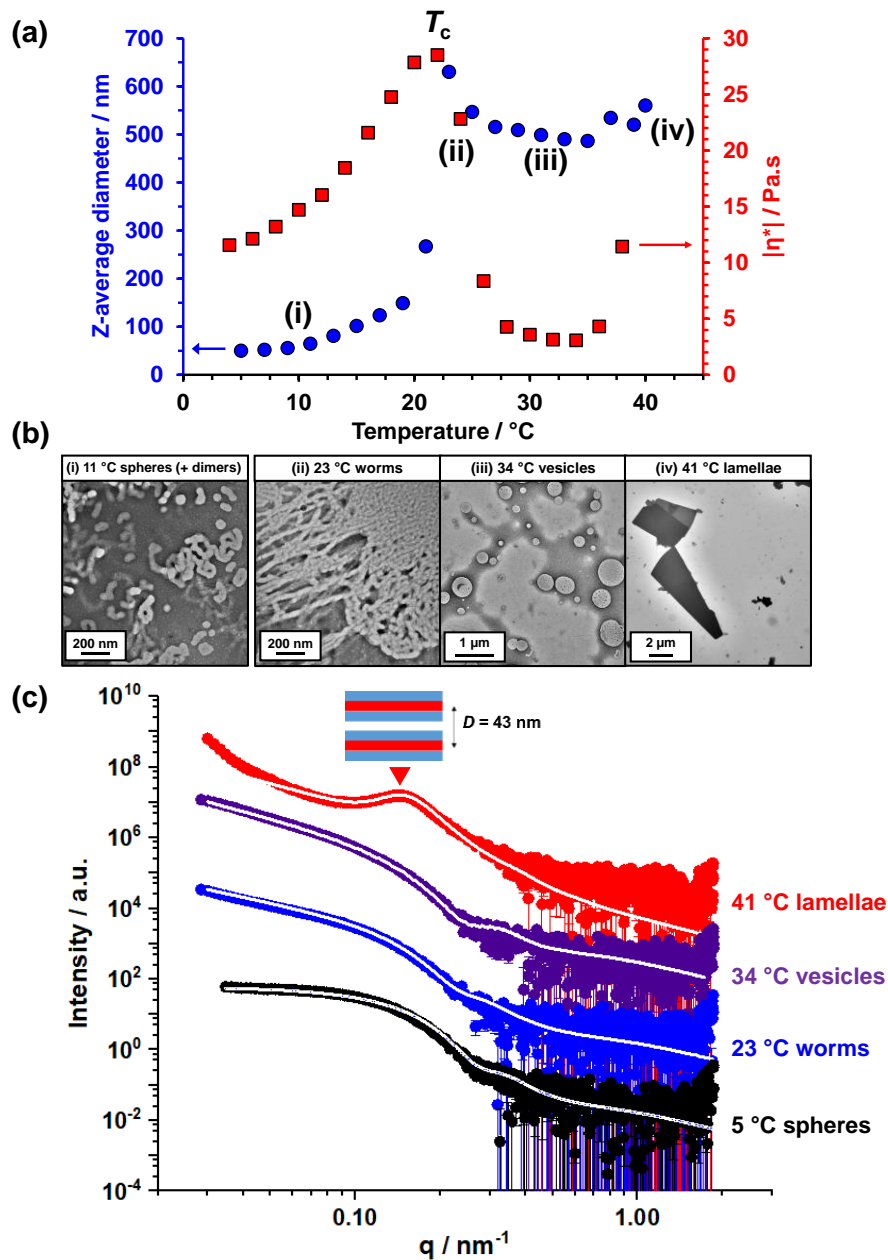 (a)
T_c
700
600
500
400
300
200
100
0
Z-average diameter / nm
30
25
20
15
10
5
0
|η*| / Pa.s
(i)
(ii)
(iii)
(iv)
0 10 20 30 40
Temperature / °C
(b)
(i) 11 °C spheres (+ dimers) (ii) 23 °C worms (iii) 34 °C vesicles (iv) 41 °C lamellae
200 nm 200 nm 1 µm 2 µm
(c)
10^10
10^8
10^6
10^4
10^2
10^0
10^-2
10^-4
Intensity / a.u.
D = 43 nm
41 °C lamellae
34 °C vesicles
23 °C worms
5 °C spheres
0.10 1.00
q / nm^-1